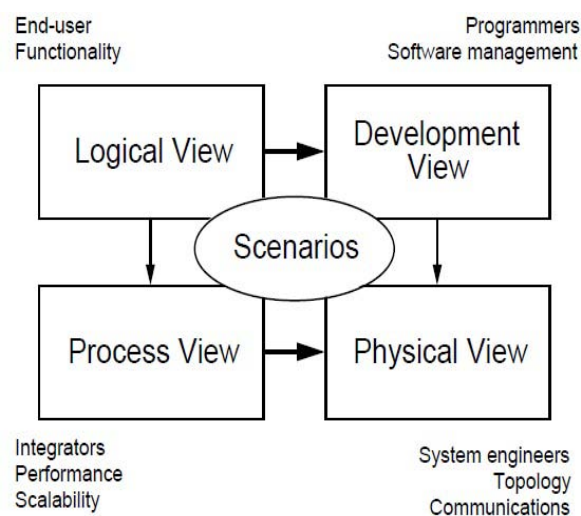 End-user
Functionality
Programmers
Software management
Logical View
Development
View
Scenarios
Process View
Physical View
Integrators
Performance
Scalability
System engineers
Topology
Communications